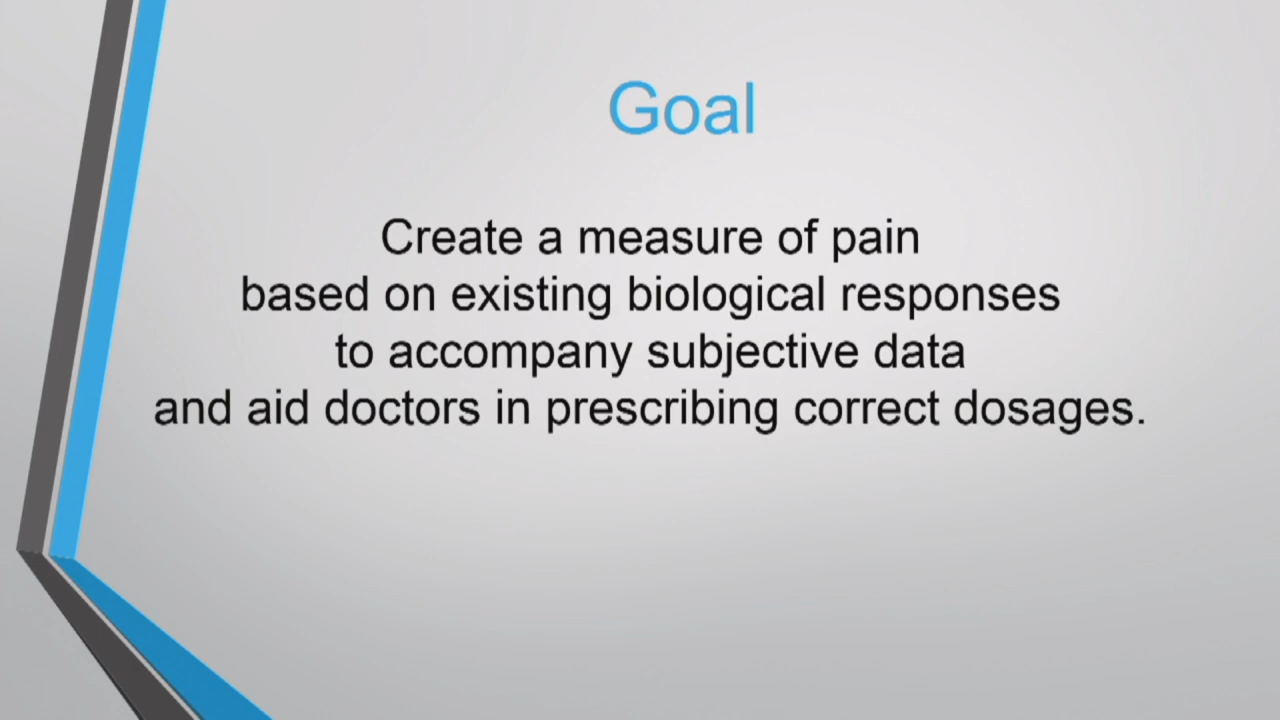 Goal
Create a measure of pain
based on existing biological responses
to accompany subjective data
and aid doctors in prescribing correct dosages.